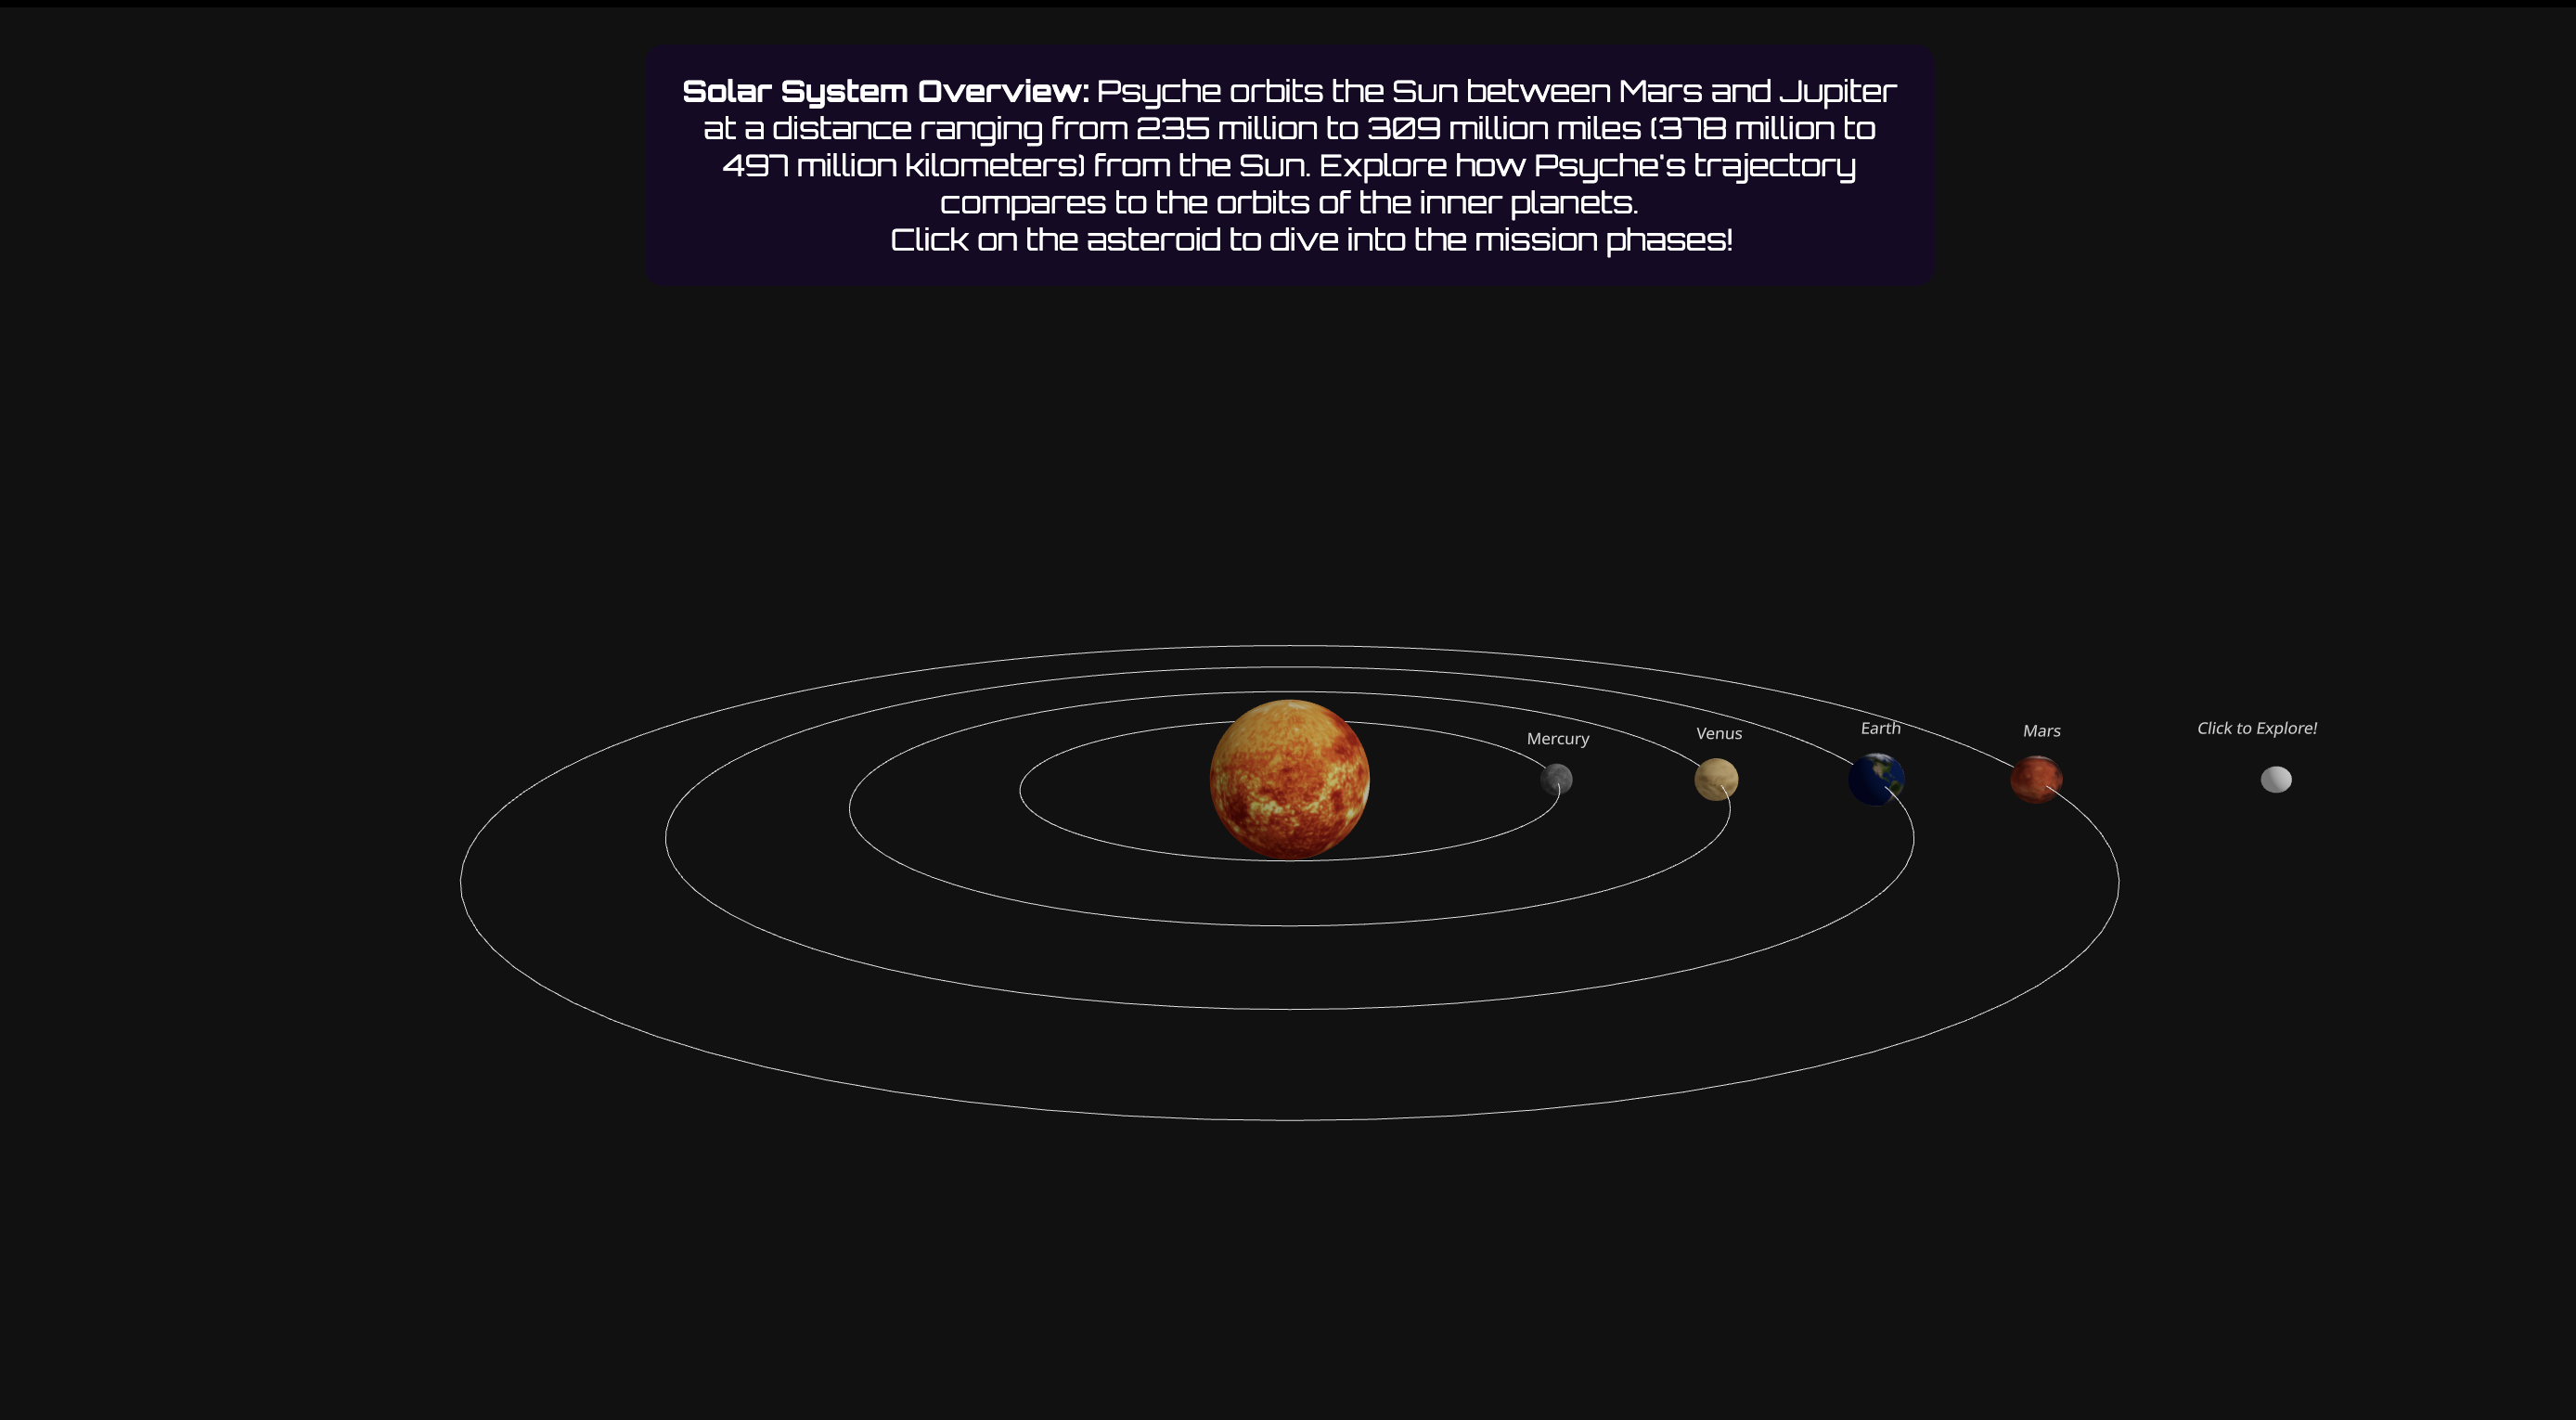 Solar System Overview: Psyche orbits the Sun between Mars and Jupiter
at a distance ranging from 235 million to 309 million miles (378 million to
497 million kilometers) from the Sun. Explore how Psyche's trajectory
compares to the orbits of the inner planets.
Click on the asteroid to dive into the mission phases!
Mercury
Venus
Earth
Mars
Click to Explore!